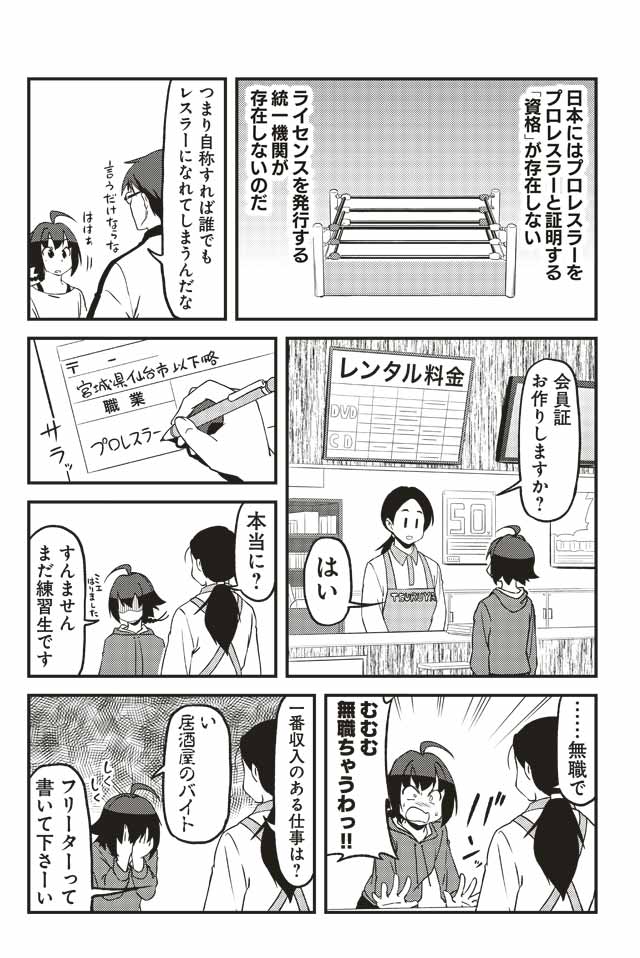 日本にはプロレスラーを
プロレスラーと証明する
「資格」が存在しない
ライセンスを発行する
統一機関が
存在しないのだ
つまり自称すれば誰でも
レスラーになれてしまうんだな
言うだけならな
はけぁ
会員証
お作りしますか?
レンタル料金
DVD
CD
50
TSURUYA
はい
〒 ー
宮城県仙台市以下略
職業
プロレスラー
サラッ
本当に?
すんません
まだ練習生です
ミエ
はりました
……無職で
むむむ
無職ちゃうわっ!!
一番収入のある仕事は?
い
居酒屋のバイト
しく
しく
フリーターって
書いて下さーい